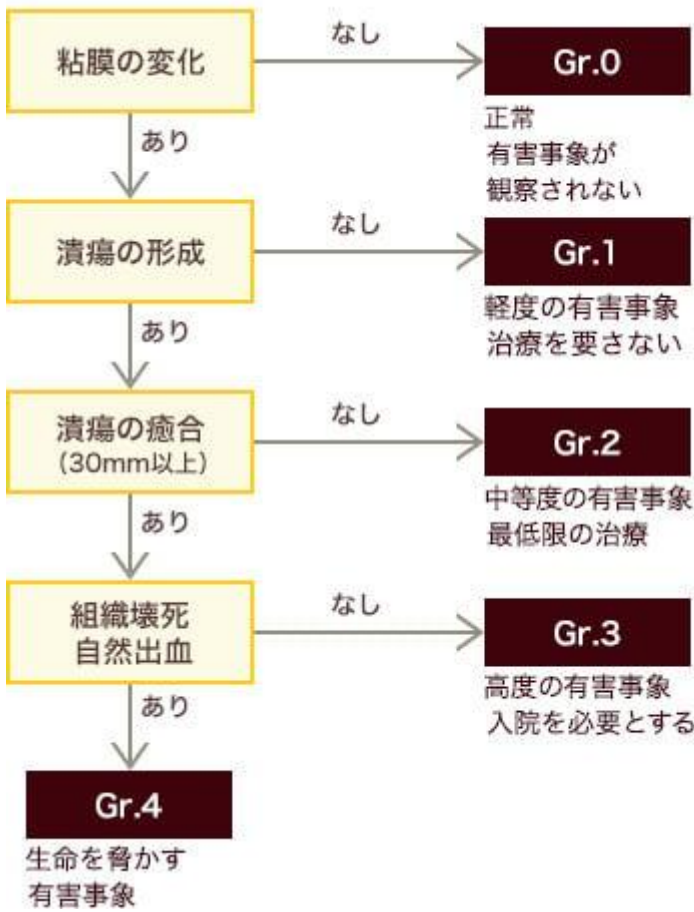 粘膜の変化
なし
Gr.0
正常
有害事象が
観察されない
あり
潰瘍の形成
なし
Gr.1
軽度の有害事象
治療を要さない
あり
潰瘍の癒合
(30mm以上)
なし
Gr.2
中等度の有害事象
最低限の治療
あり
組織壊死
自然出血
なし
Gr.3
高度の有害事象
入院を必要とする
あり
Gr.4
生命を脅かす
有害事象